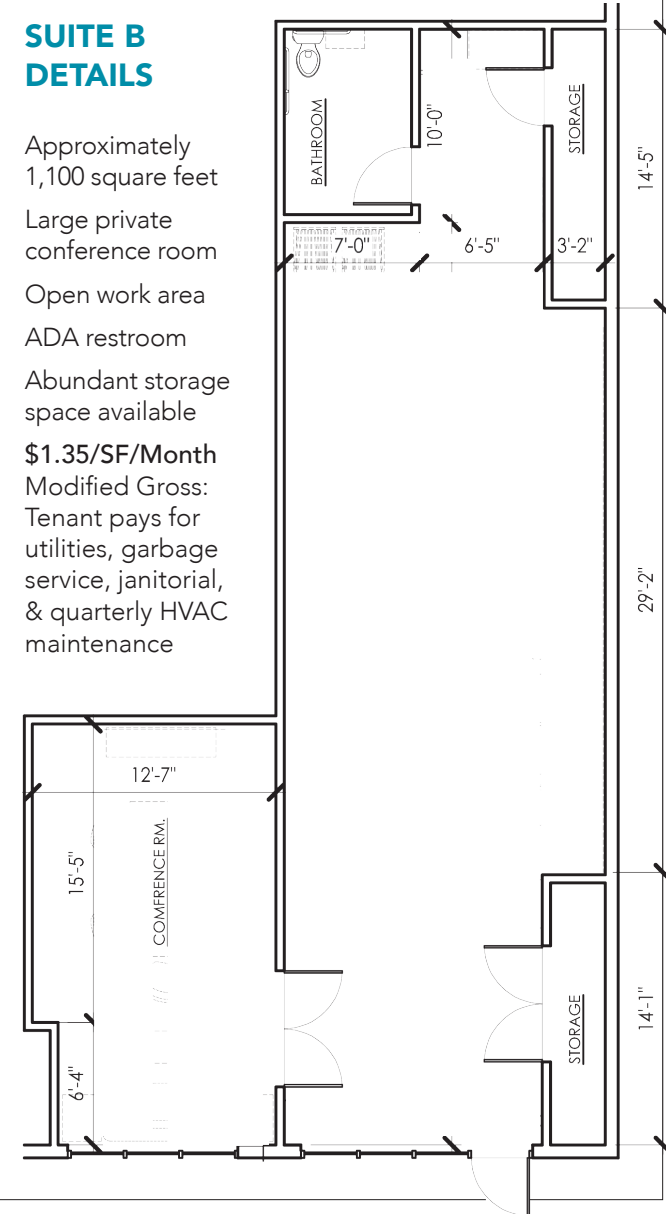 SUITE B
DETAILS
Approximately
1,100 square feet
Large private
conference room
Open work area
ADA restroom
Abundant storage
space available
$1.35/SF/Month
Modified Gross:
Tenant pays for
utilities, garbage
service, janitorial,
& quarterly HVAC
maintenance
BATHROOM
10'-0"
STORAGE
14'-5"
7'-0"
6'-5"
3'-2"
29'-2"
12'-7"
15'-5"
COMFRENCE RM.
6'-4"
STORAGE
14'-1"